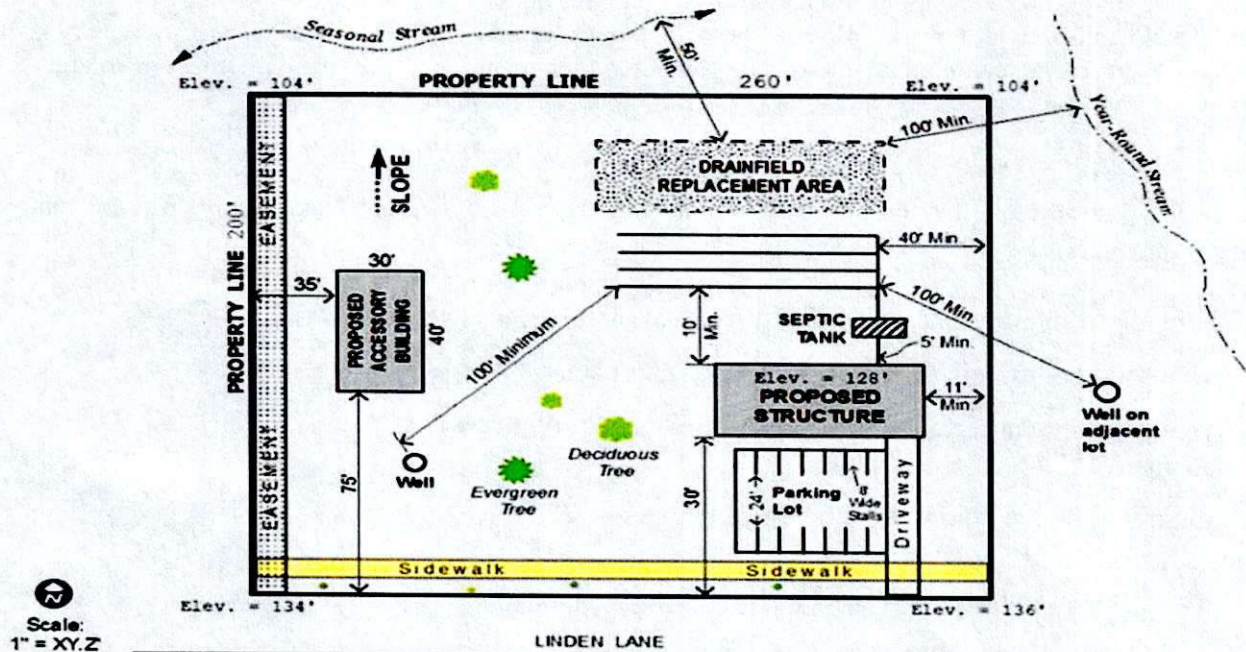 Seasonal Stream
50'
Min.
Elev. = 104'
PROPERTY LINE
260'
Elev. = 104'
Year-Round Stream
100' Min.
EASEMENT
EASEMENT
PROPERTY LINE 200'
SLOPE
DRAINFIELD
REPLACEMENT AREA
30'
35'
PROPOSED
ACCESSORY
BUILDING
40'
40' Min.
100' Min.
10'
Min.
SEPTIC
TANK
5' Min.
100' Minimum
Elev. = 128'
PROPOSED
STRUCTURE
11'
Min.
Well on
adjacent
lot
75'
Well
Deciduous
Tree
Evergreen
Tree
30'
24'
Parking
Lot
8'
Wide
Stalls
Driveway
Sidewalk
Sidewalk
Elev. = 134'
Elev. = 136'
Scale:
1" = XY.Z'
LINDEN LANE